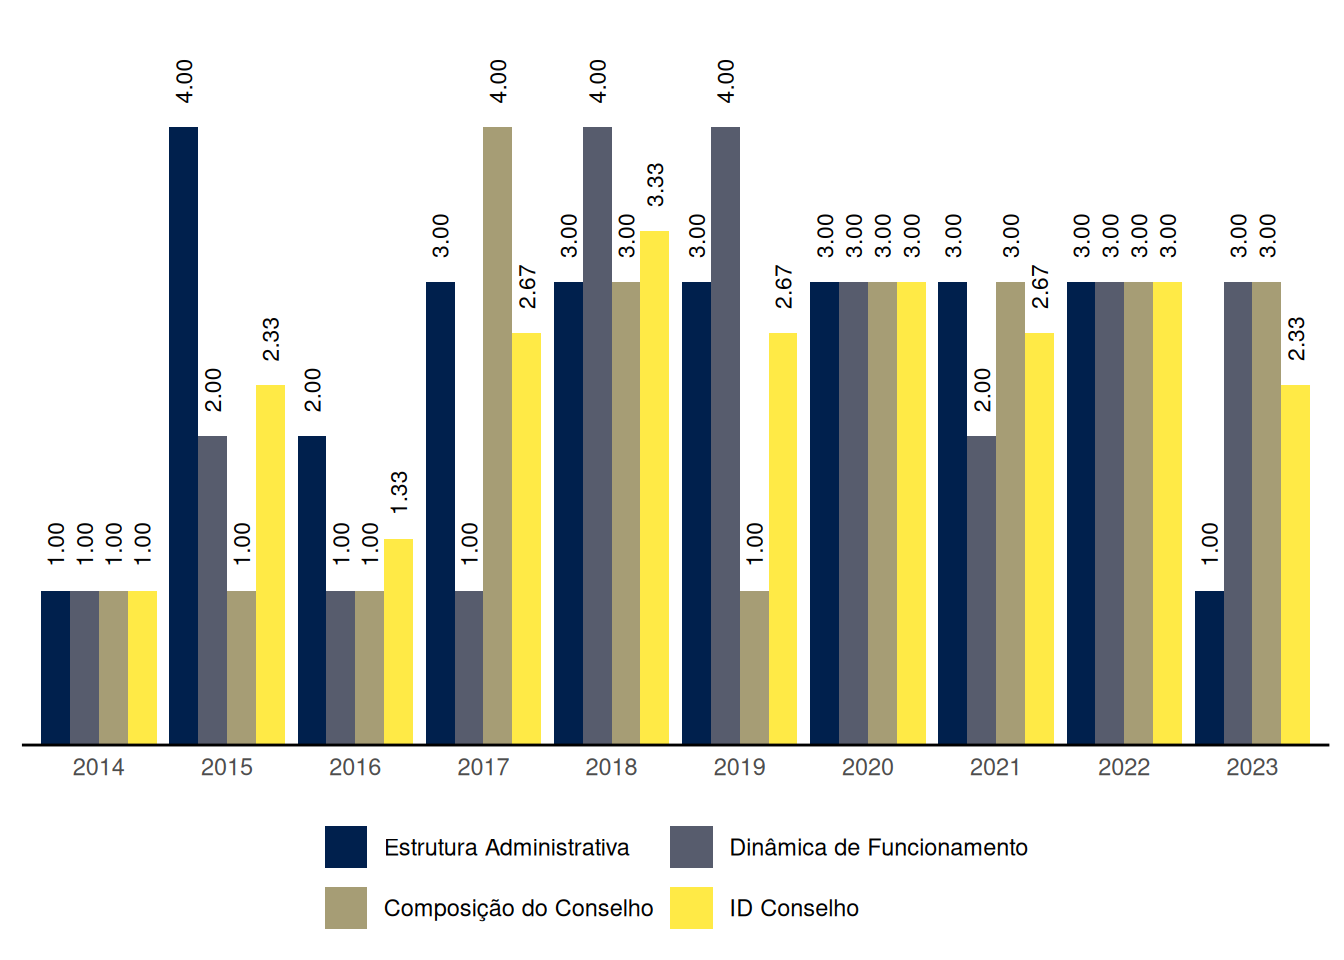 1.00 1.00 1.00 1.00 4.00 2.00 1.00 2.33 2.00 1.00 1.00 1.33 3.00 1.00 4.00 2.67 3.00 4.00 3.00 3.33 3.00 4.00 1.00 2.67 3.00 3.00 3.00 3.00 3.00 2.00 3.00 2.67 3.00 3.00 3.00 3.00 1.00 3.00 3.00 2.33
2014 2015 2016 2017 2018 2019 2020 2021 2022 2023
Estrutura Administrativa Dinâmica de Funcionamento
Composição do Conselho ID Conselho